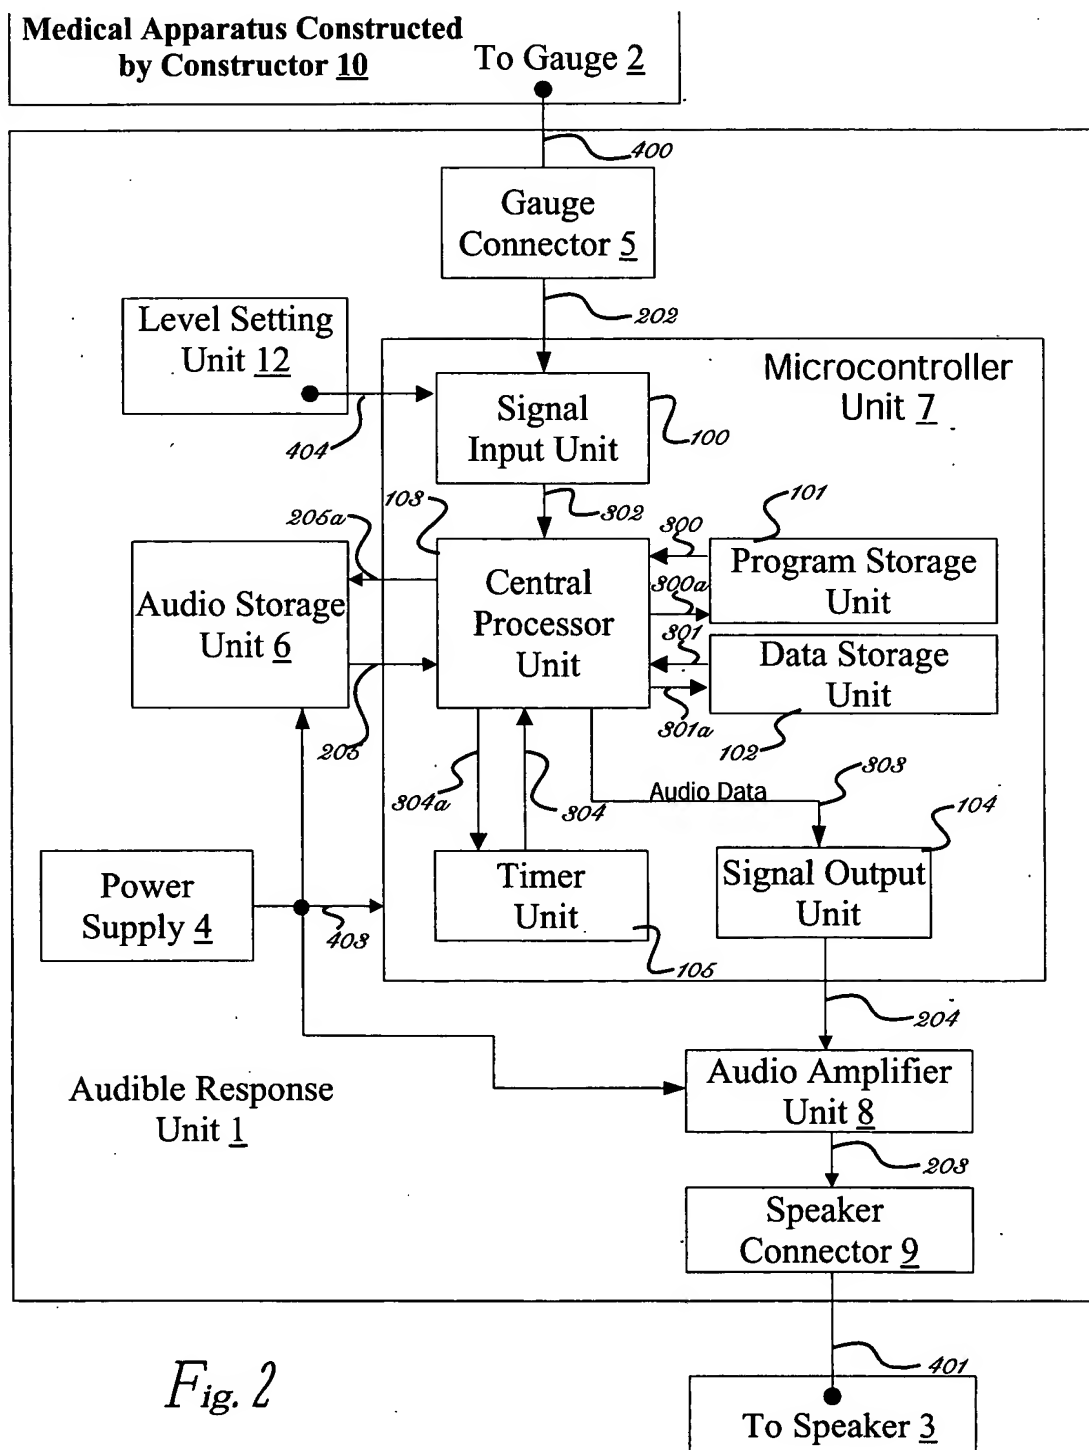 Medical Apparatus Constructed
by Constructor 10
To Gauge 2
400
Gauge
Connector 5
202
Level Setting
Unit 12
404
Microcontroller
Unit 7
Signal
Input Unit
100
302
103
205a
101
300
Program Storage
Unit
300a
Central
Processor
Unit
Audio Storage
Unit 6
301
Data Storage
Unit
301a
102
205
304a
304
Audio Data
303
104
Timer
Unit
105
Signal Output
Unit
Power
Supply 4
403
204
Audible Response
Unit 1
Audio Amplifier
Unit 8
203
Speaker
Connector 9
401
Fig. 2
To Speaker 3